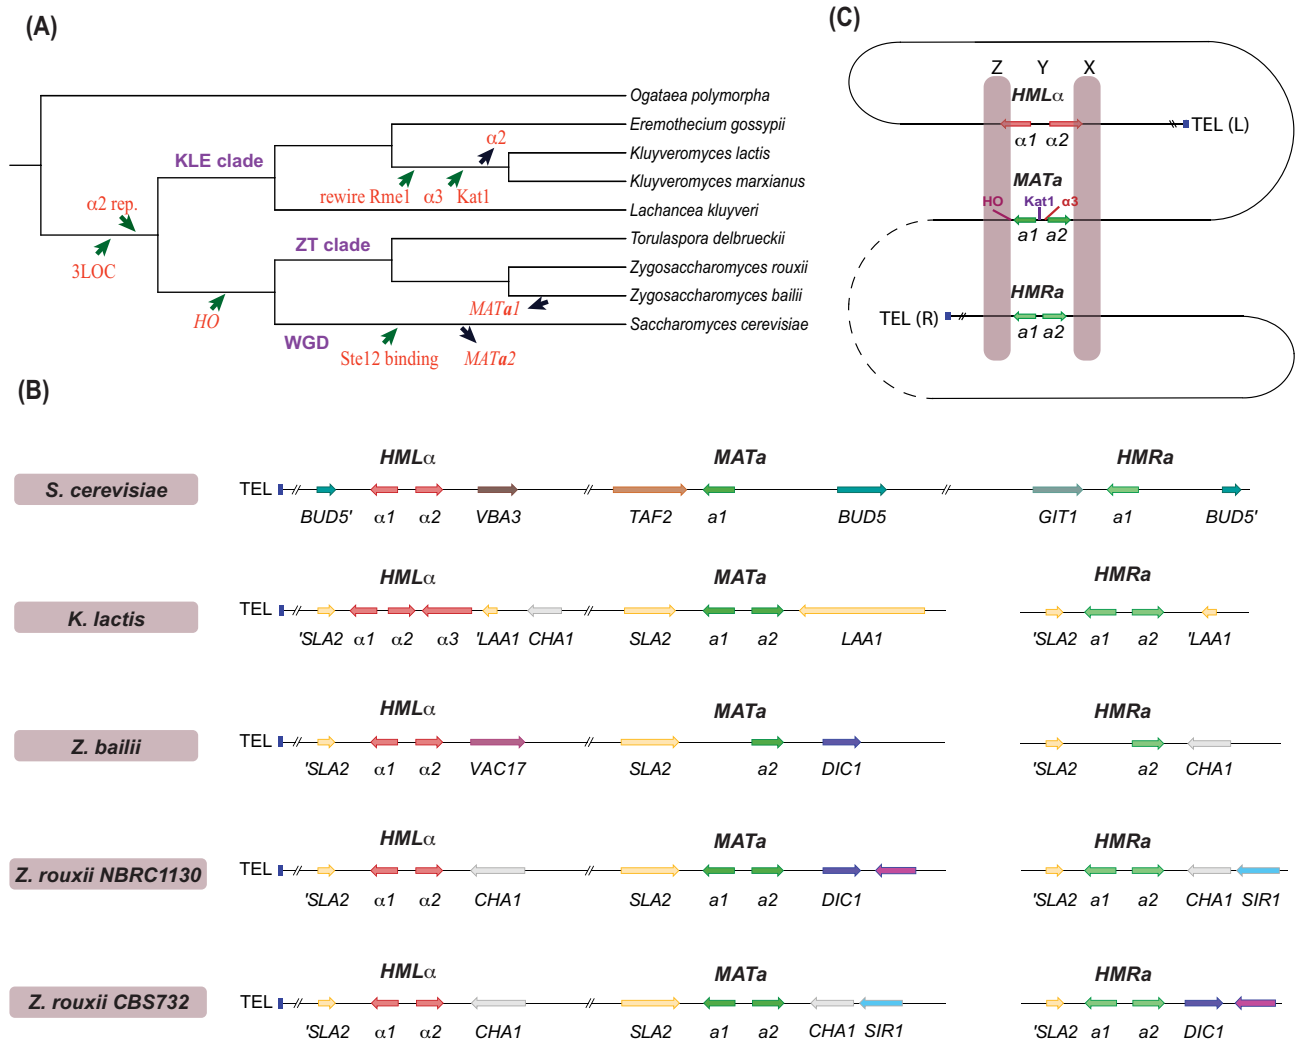 (A)
Ogataea polymorpha
Eremothecium gossypii
α2
KLE clade
Kluyveromyces lactis
Kluyveromyces marxianus
rewire Rme1 α3 Kat1
α2 rep.
Lachancea kluyveri
ZT clade
Torulaspora delbrueckii
3LOC
Zygosaccharomyces rouxii
Zygosaccharomyces bailii
HO
MATa1
Saccharomyces cerevisiae
WGD
Ste12 binding
MATa2
(C)
Z Y X
HMLα
TEL (L)
α1 α2
MATa
HO Kat1 α3
a1 a2
HMRa
TEL (R)
a1 a2
(B)
HMLα MATa HMRa
S. cerevisiae TEL
BUD5' α1 α2 VBA3 TAF2 a1 BUD5 GIT1 a1 BUD5'
HMLα MATa HMRa
K. lactis TEL
'SLA2 α1 α2 α3 'LAA1 CHA1 SLA2 a1 a2 LAA1 'SLA2 a1 a2 'LAA1
HMLα MATa HMRa
Z. bailii TEL
'SLA2 α1 α2 VAC17 SLA2 a2 DIC1 'SLA2 a2 CHA1
HMLα MATa HMRa
Z. rouxii NBRC1130 TEL
'SLA2 α1 α2 CHA1 SLA2 a1 a2 DIC1 'SLA2 a1 a2 CHA1 SIR1
HMLα MATa HMRa
Z. rouxii CBS732 TEL
'SLA2 α1 α2 CHA1 SLA2 a1 a2 CHA1 SIR1 'SLA2 a1 a2 DIC1